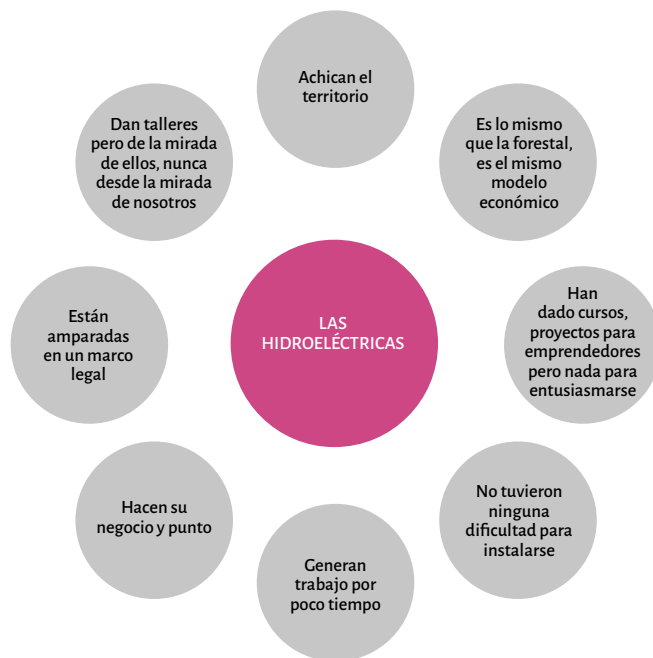 Achican el
territorio
Es lo mismo
que la forestal,
es el mismo
modelo
económico
Han
dado cursos,
proyectos para
emprendedores
pero nada para
entusiasmarse
No tuvieron
ninguna
dificultad para
instalarse
Generan
trabajo por
poco tiempo
Hacen su
negocio y punto
Están
amparadas
en un marco
legal
Dan talleres
pero de la mirada
de ellos, nunca
desde la mirada
de nosotros
LAS
HIDROELÉCTRICAS